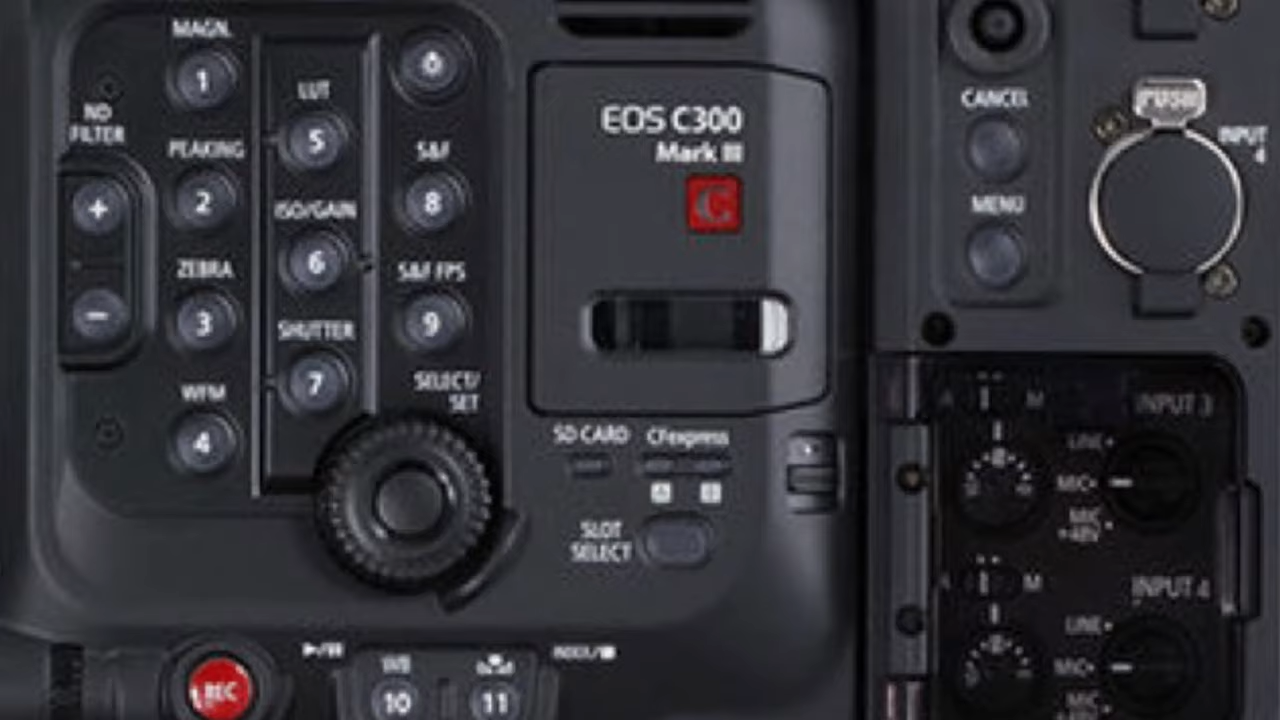 MAGN.
1
LUT
5
0
ND
FILTER
+
−
PEAKING
2
S&F
8
ISO/GAIN
6
ZEBRA
3
S&F FPS
9
SHUTTER
7
WFM
4
SELECT/
SET
EOS C300
Mark III
C
SD CARD
CFexpress
A B
SLOT
SELECT
REC
WB
10
11
INDEX/
CANCEL
MENU
PUSH
INPUT
4
A M
INPUT 3
LINE
MIC
MIC
+48V
A M
INPUT 4
LINE
MIC
MIC